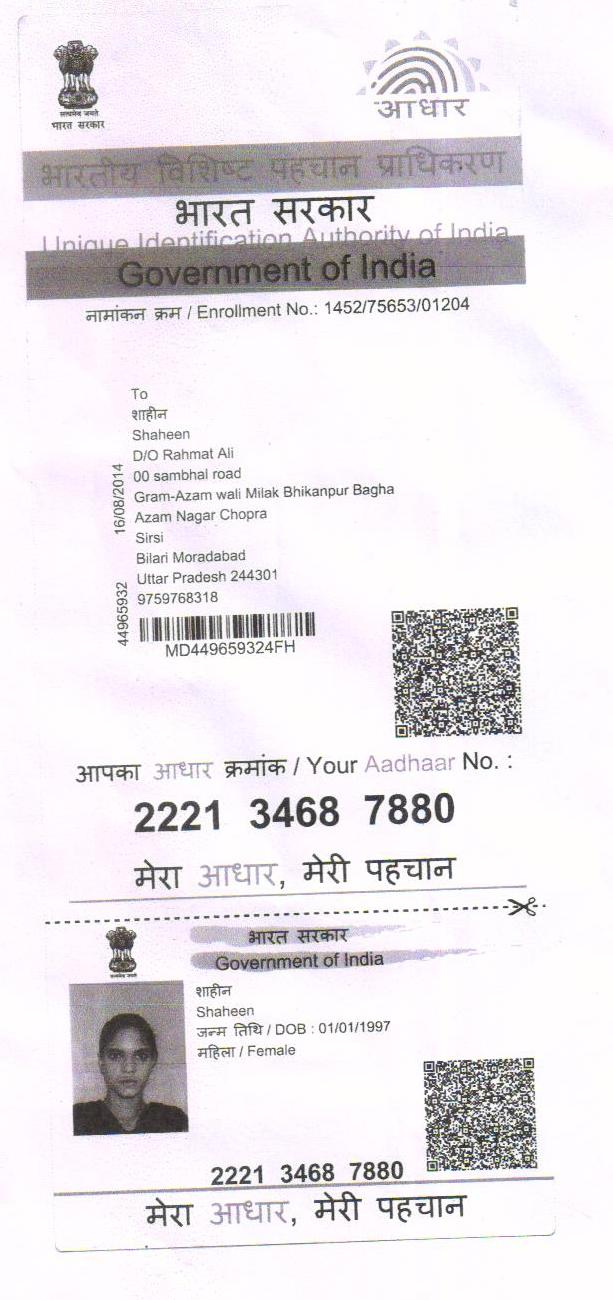 सत्यमेव जयते
भारत सरकार
आधार
भारतीय विशिष्ट पहचान प्राधिकरण
भारत सरकार
Unique Identification Authority of India
Government of India
नामांकन क्रम / Enrollment No.: 1452/75653/01204
To
शाहीन
Shaheen
D/O Rahmat Ali
00 sambhal road
Gram-Azam wali Milak Bhikanpur Bagha
Azam Nagar Chopra
Sirsi
Bilari Moradabad
Uttar Pradesh 244301
9759768318
16/08/2014
44965932
MD449659324FH
आपका आधार क्रमांक / Your Aadhaar No. :
2221 3468 7880
मेरा आधार, मेरी पहचान
भारत सरकार
Government of India
शाहीन
Shaheen
जन्म तिथि / DOB : 01/01/1997
महिला / Female
2221 3468 7880
मेरा आधार, मेरी पहचान